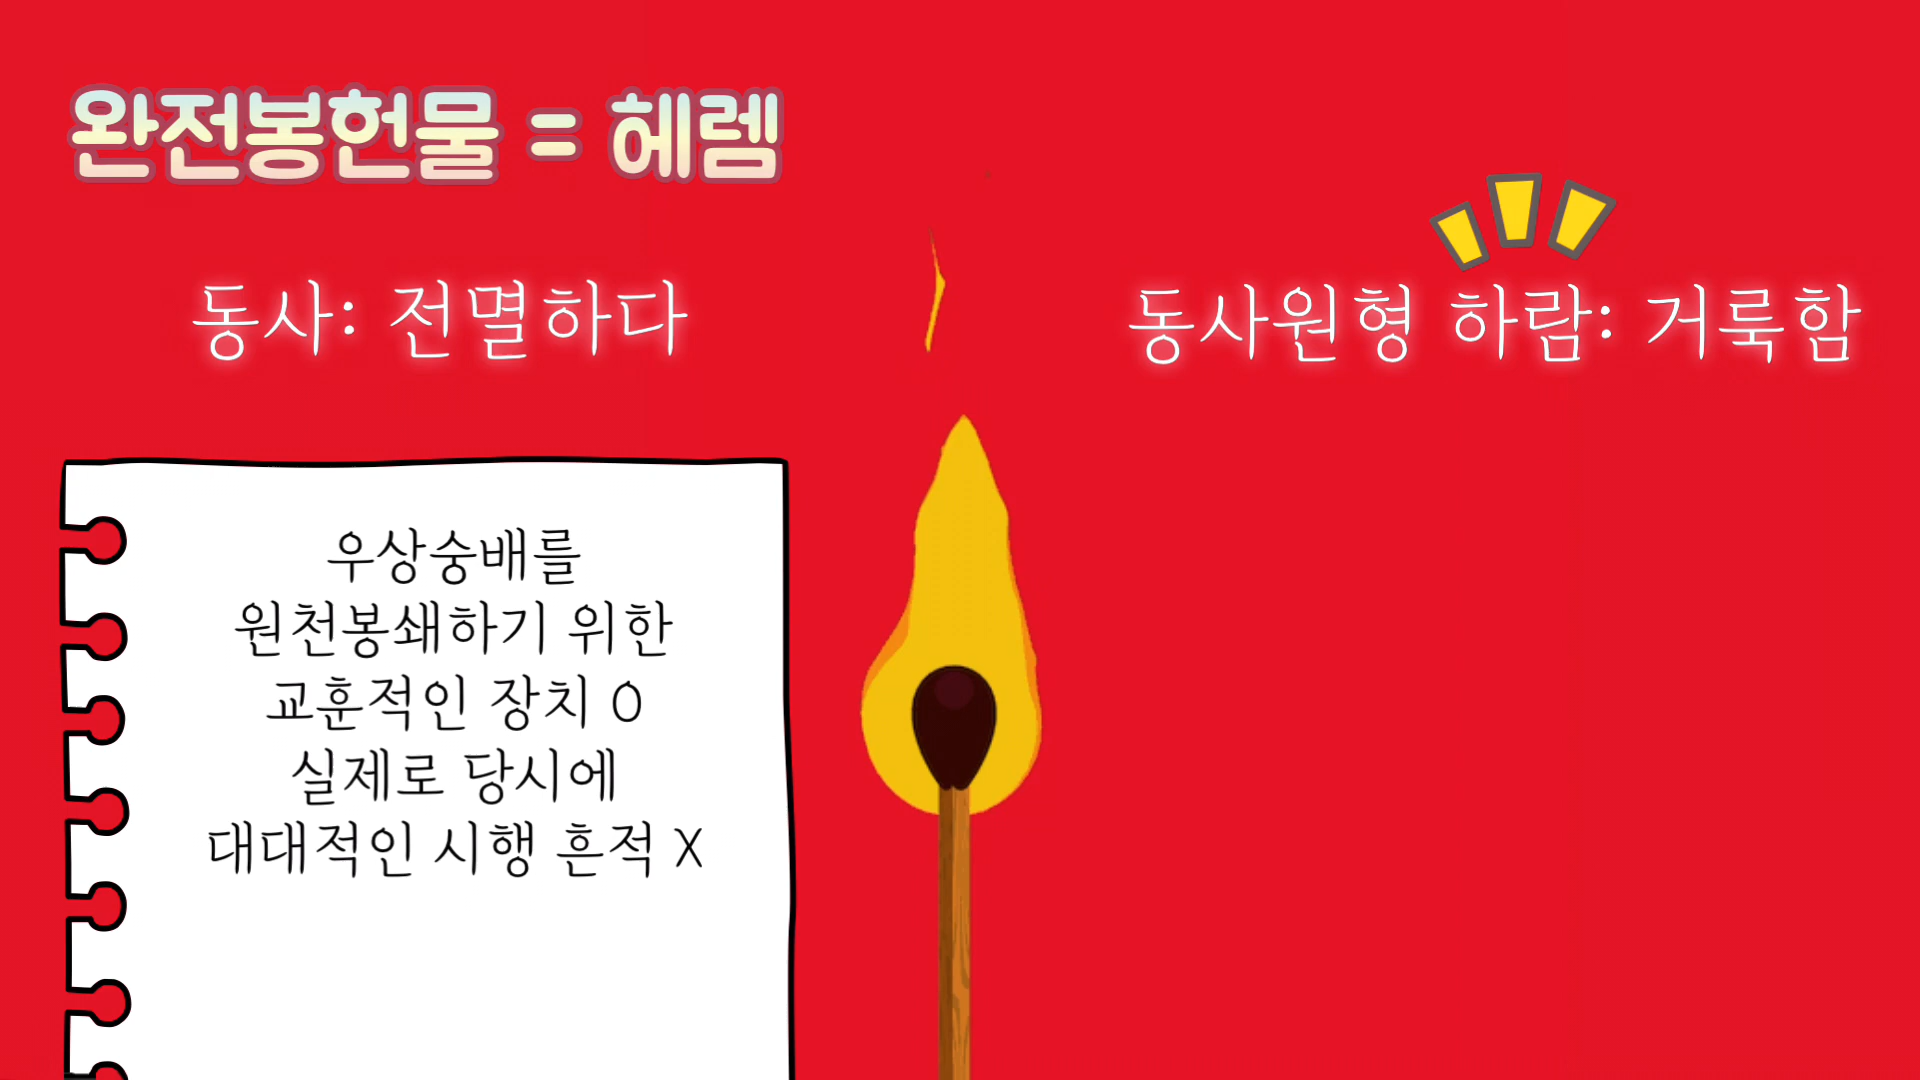 완전봉헌물 = 헤렘
동사: 전멸하다
동사원형 하람: 거룩함
우상숭배를
원천봉쇄하기 위한
교훈적인 장치 O
실제로 당시에
대대적인 시행 흔적 X